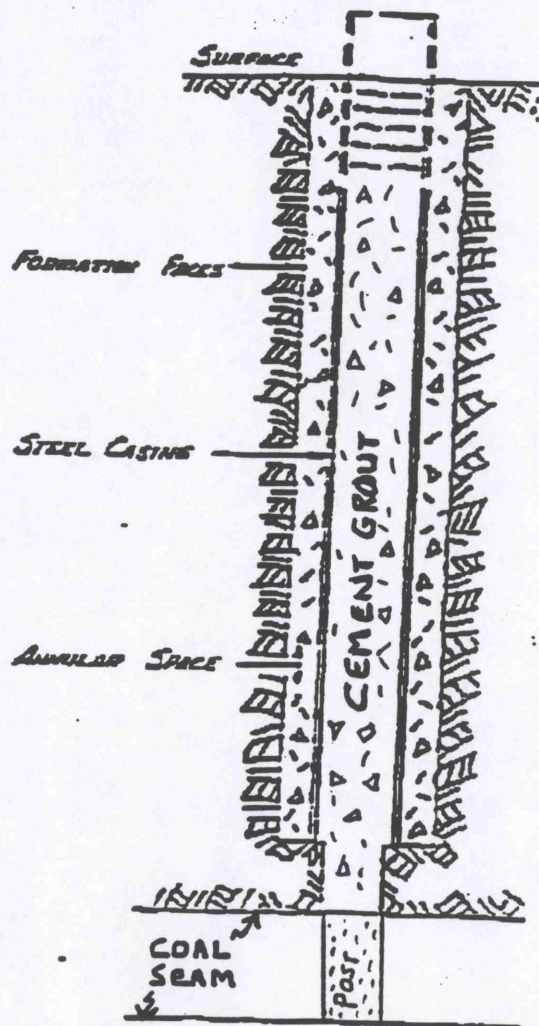 SURFACE
FORMATION FACES
STEEL CASING
CEMENT GROUT
ANNULAR SPACE
COAL
SEAM
POST